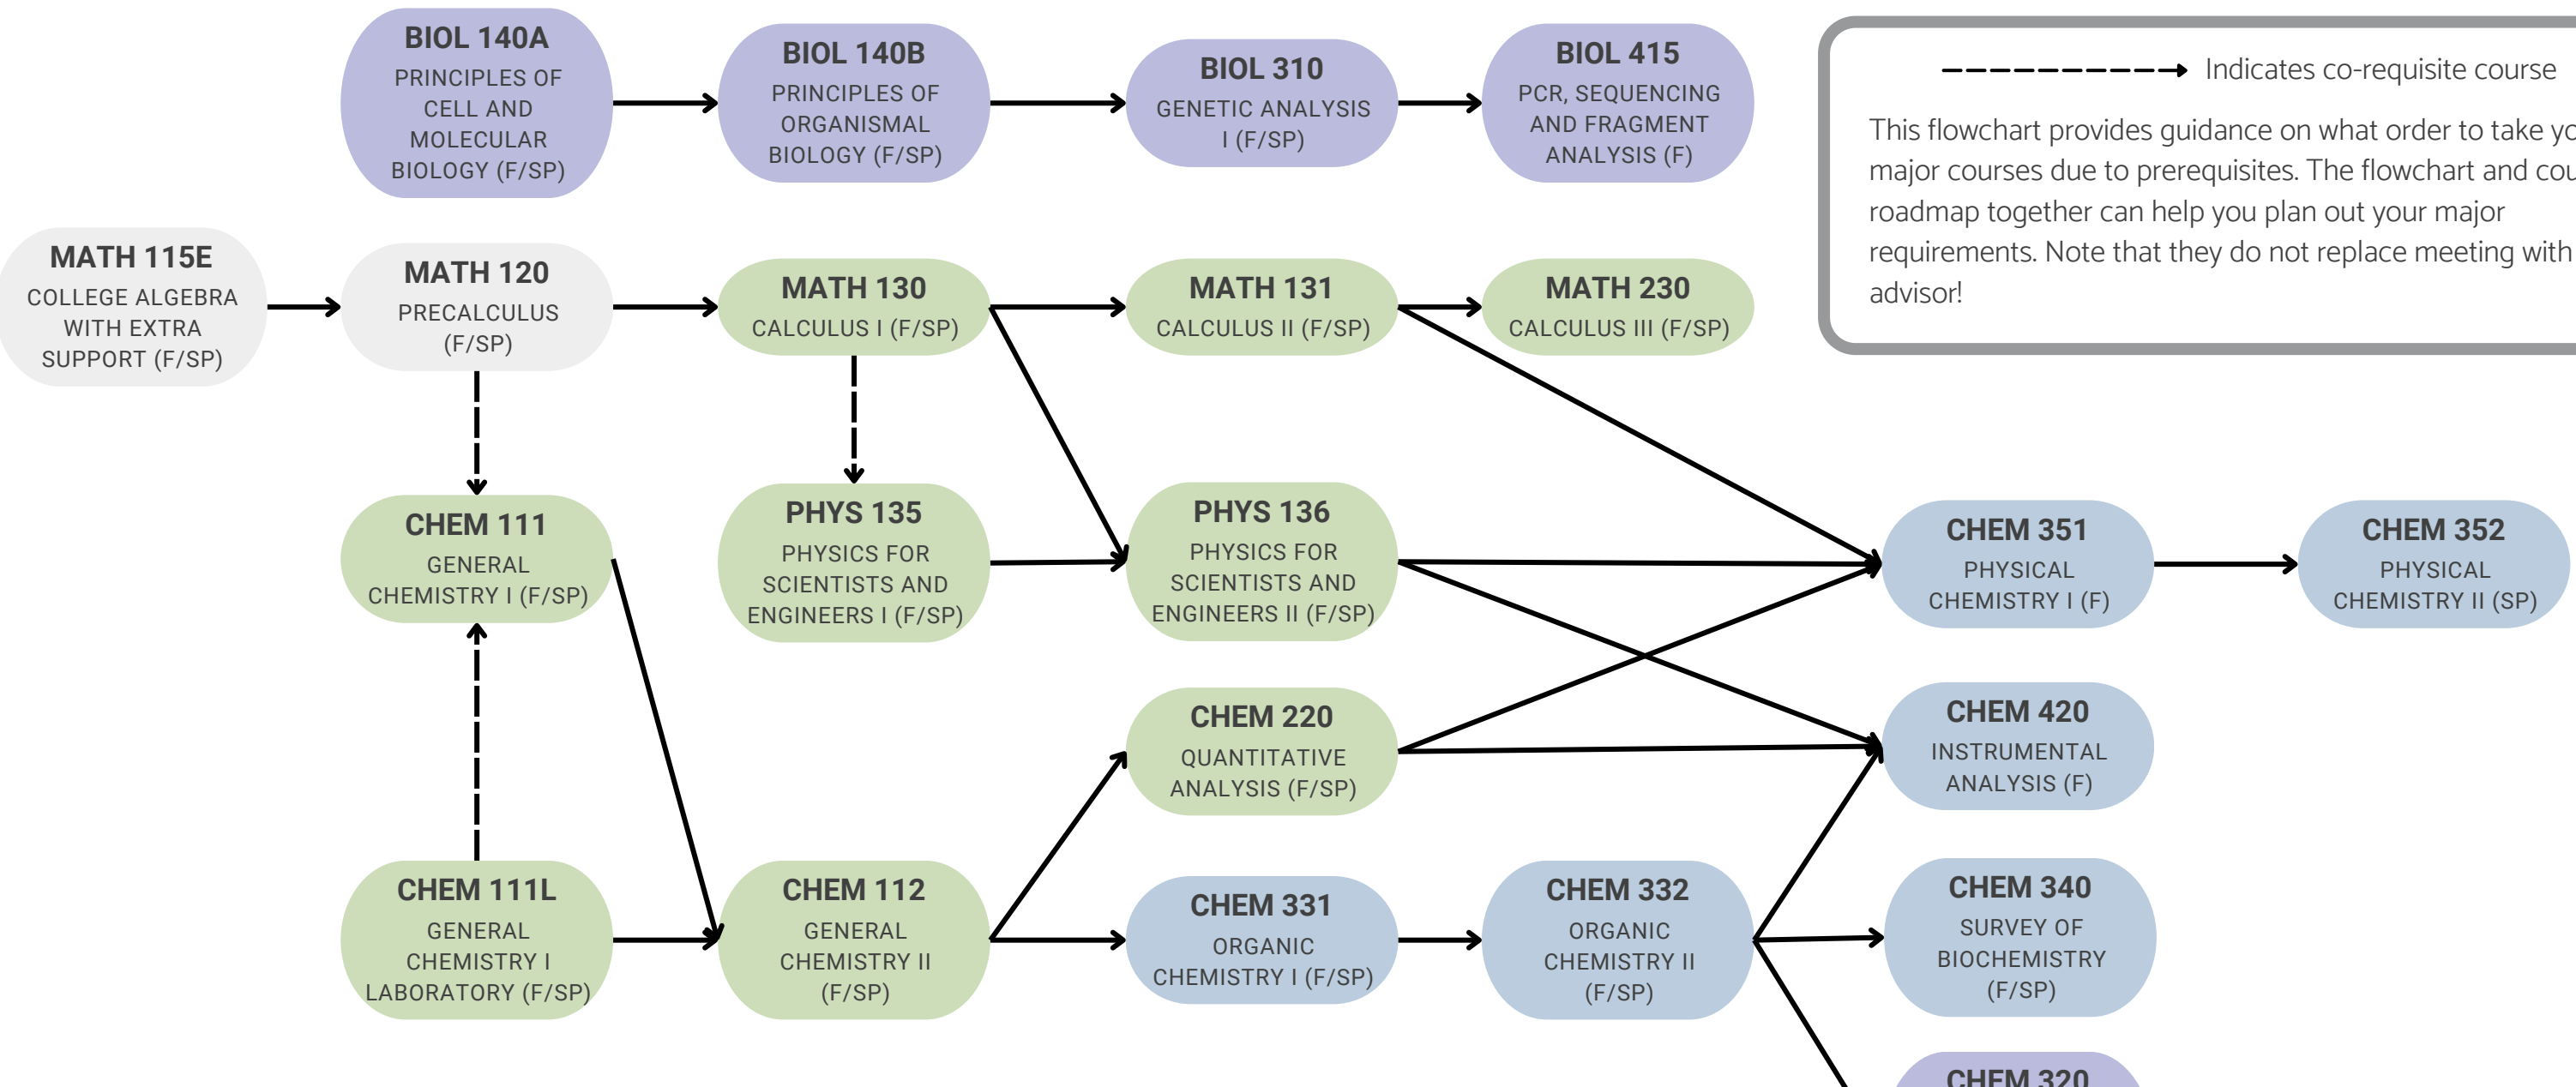 BIOL 140A
PRINCIPLES OF
CELL AND
MOLECULAR
BIOLOGY (F/SP)
BIOL 140B
PRINCIPLES OF
ORGANISMAL
BIOLOGY (F/SP)
BIOL 310
GENETIC ANALYSIS
I (F/SP)
BIOL 415
PCR, SEQUENCING
AND FRAGMENT
ANALYSIS (F)
Indicates co-requisite course
This flowchart provides guidance on what order to take yo
major courses due to prerequisites. The flowchart and cou
roadmap together can help you plan out your major
requirements. Note that they do not replace meeting with
advisor!
MATH 115E
COLLEGE ALGEBRA
WITH EXTRA
SUPPORT (F/SP)
MATH 120
PRECALCULUS
(F/SP)
MATH 130
CALCULUS I (F/SP)
MATH 131
CALCULUS II (F/SP)
MATH 230
CALCULUS III (F/SP)
CHEM 111
GENERAL
CHEMISTRY I (F/SP)
PHYS 135
PHYSICS FOR
SCIENTISTS AND
ENGINEERS I (F/SP)
PHYS 136
PHYSICS FOR
SCIENTISTS AND
ENGINEERS II (F/SP)
CHEM 351
PHYSICAL
CHEMISTRY I (F)
CHEM 352
PHYSICAL
CHEMISTRY II (SP)
CHEM 220
QUANTITATIVE
ANALYSIS (F/SP)
CHEM 420
INSTRUMENTAL
ANALYSIS (F)
CHEM 111L
GENERAL
CHEMISTRY I
LABORATORY (F/SP)
CHEM 112
GENERAL
CHEMISTRY II
(F/SP)
CHEM 331
ORGANIC
CHEMISTRY I (F/SP)
CHEM 332
ORGANIC
CHEMISTRY II
(F/SP)
CHEM 340
SURVEY OF
BIOCHEMISTRY
(F/SP)
CHEM 320